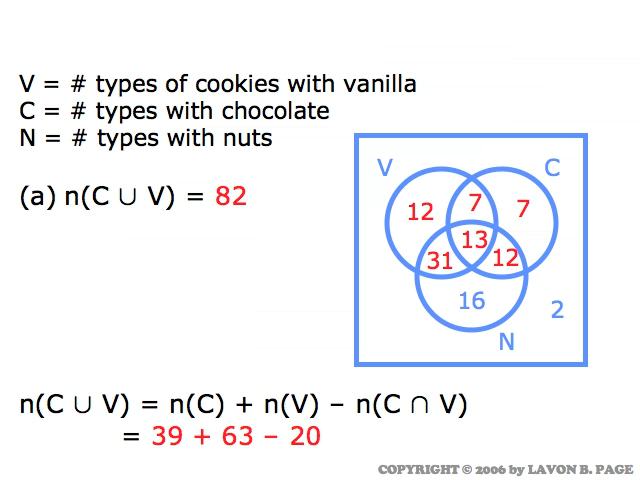 V = # types of cookies with vanilla
C = # types with chocolate
N = # types with nuts
(a) n(C ∪ V) = 82
V C
12 7 7
13
31 12
16 2
N
n(C ∪ V) = n(C) + n(V) – n(C ∩ V)
= 39 + 63 – 20
COPYRIGHT © 2006 by LAVON B. PAGE